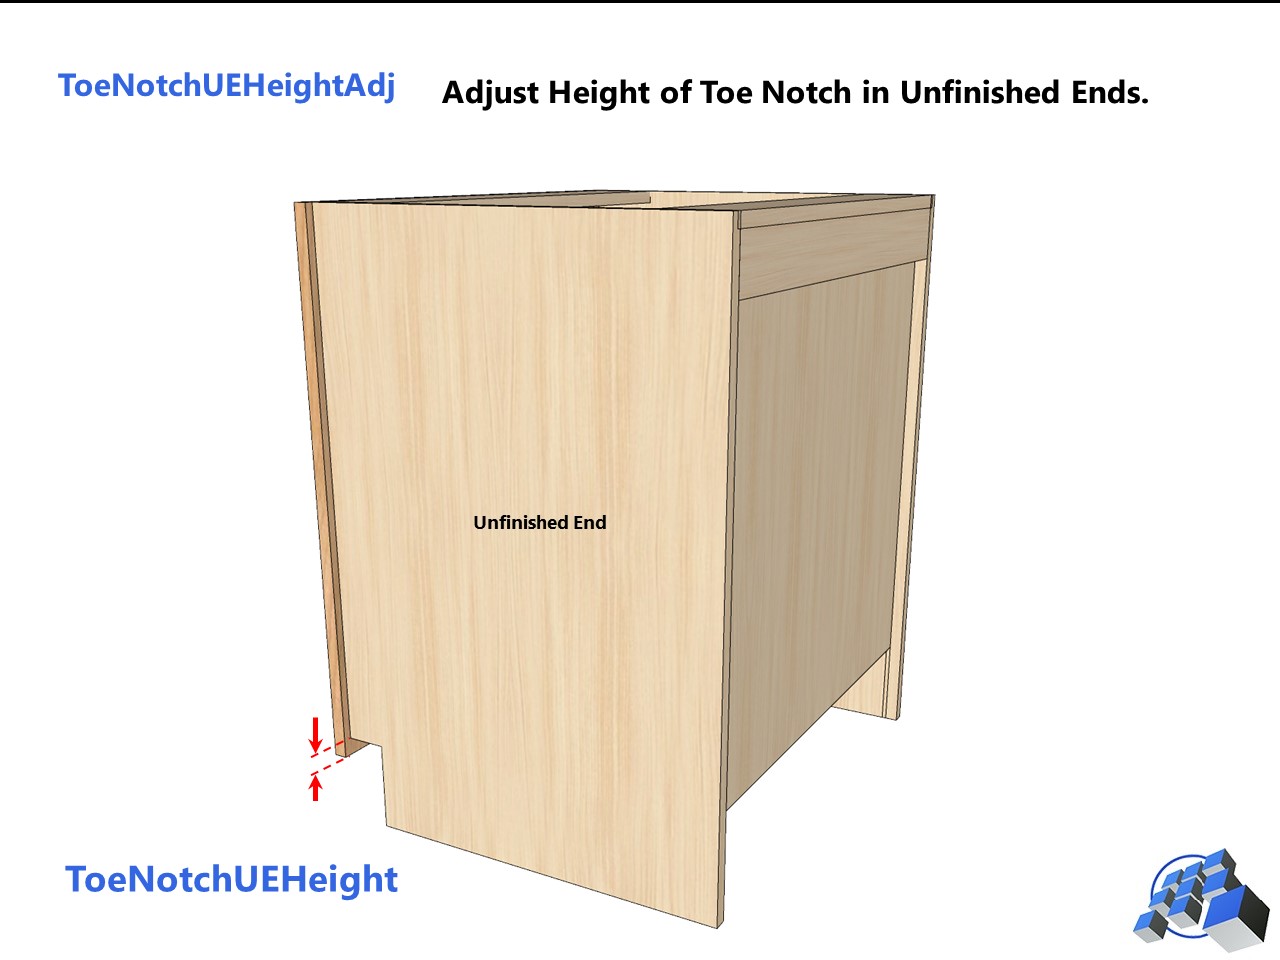 ToeNotchUEHeightAdj
Adjust Height of Toe Notch in Unfinished Ends.
Unfinished End
ToeNotchUEHeight